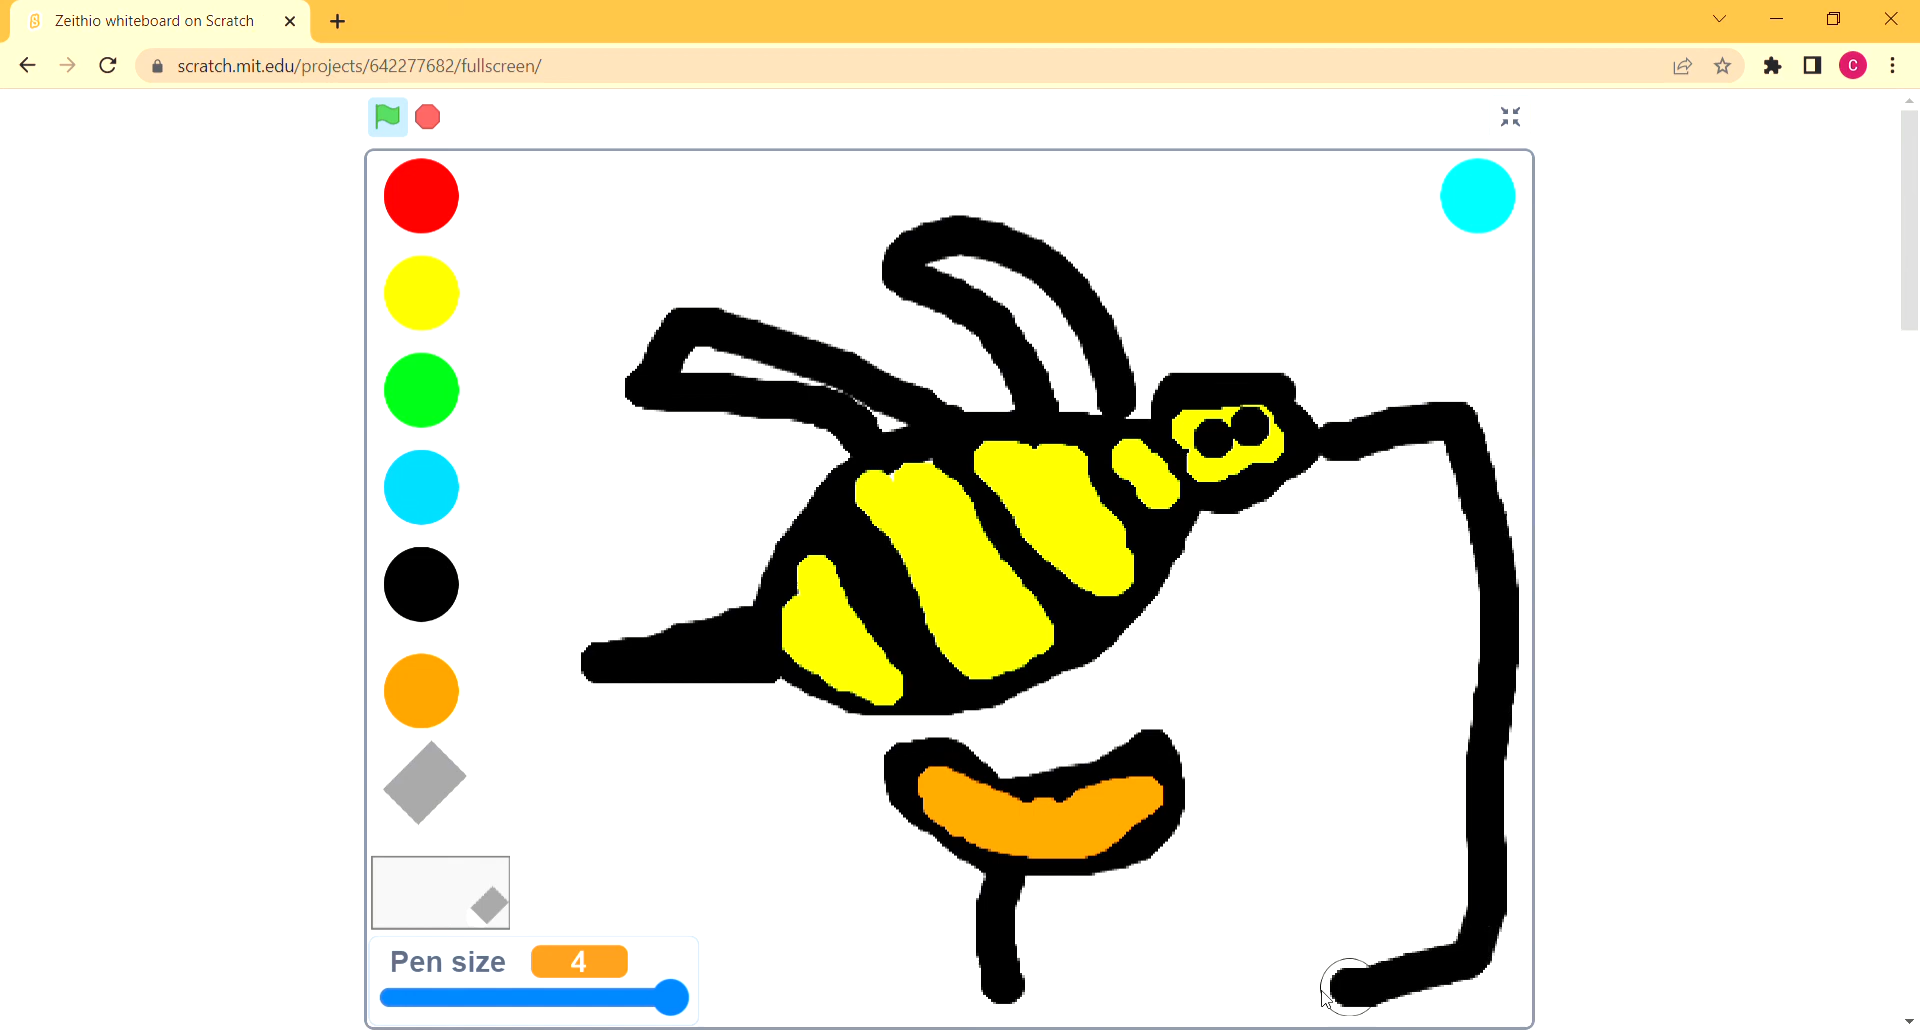 Zeithio whiteboard on Scratch
scratch.mit.edu/projects/642277682/fullscreen/
C
Pen size 4